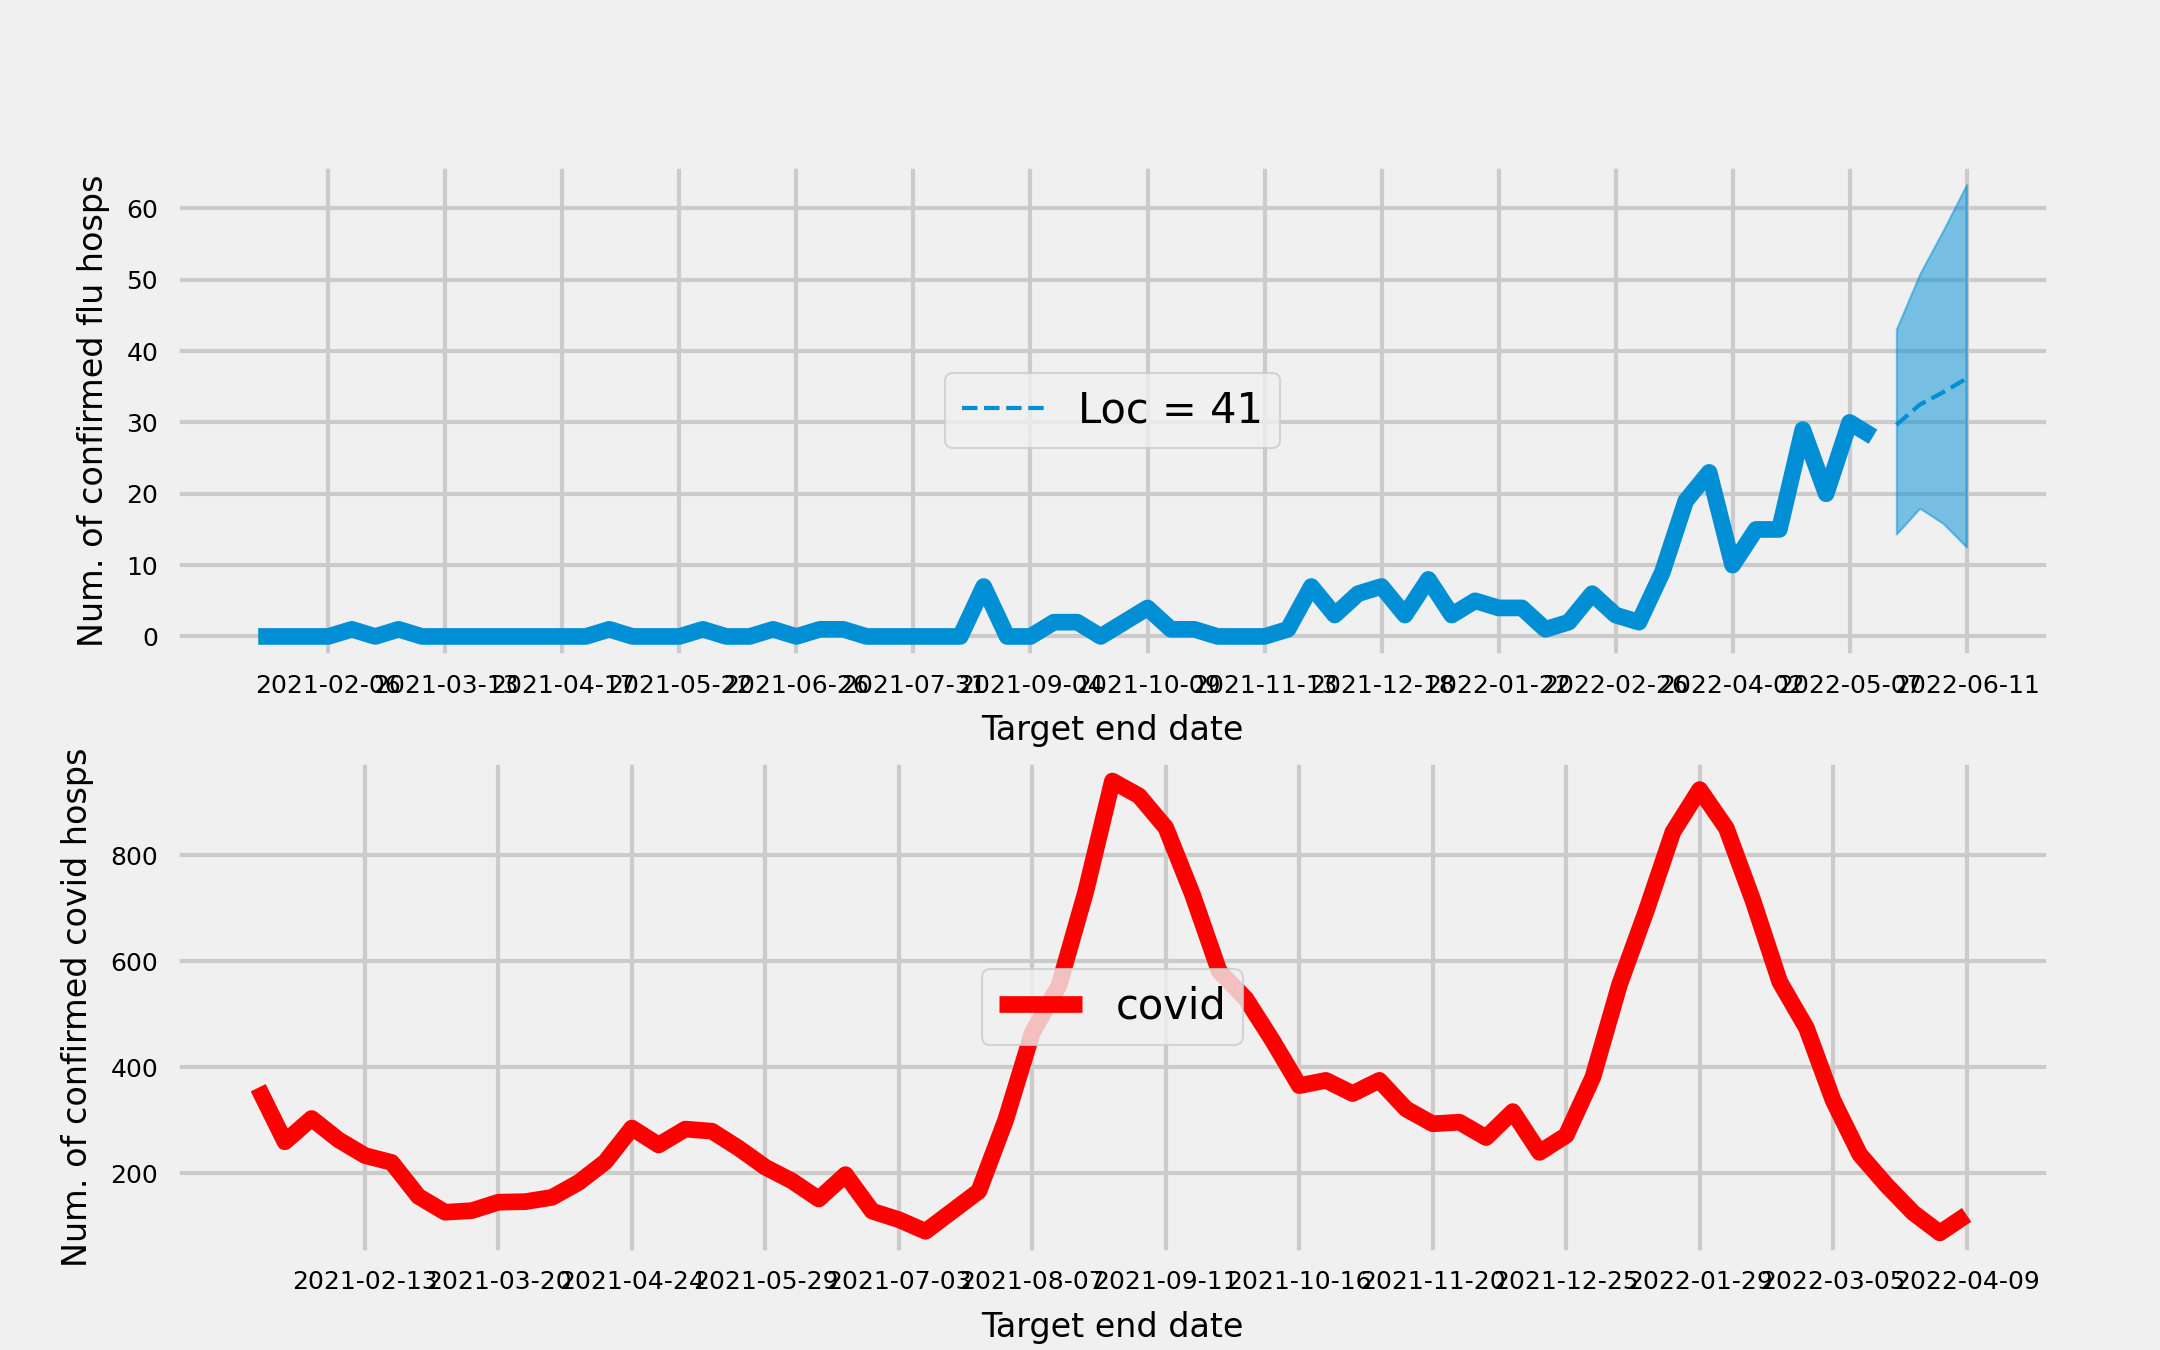 Num. of confirmed flu hosps
60
50
40
30
20
10
0
Loc = 41
2021-02-06 2021-03-13 2021-04-17 2021-05-22 2021-06-26 2021-07-31 2021-09-04 2021-10-09 2021-11-13 2021-12-18 2022-01-22 2022-02-26 2022-04-02 2022-05-07 2022-06-11
Target end date
Num. of confirmed covid hosps
800
600
400
200
covid
2021-02-13 2021-03-20 2021-04-24 2021-05-29 2021-07-03 2021-08-07 2021-09-11 2021-10-16 2021-11-20 2021-12-25 2022-01-29 2022-03-05 2022-04-09
Target end date